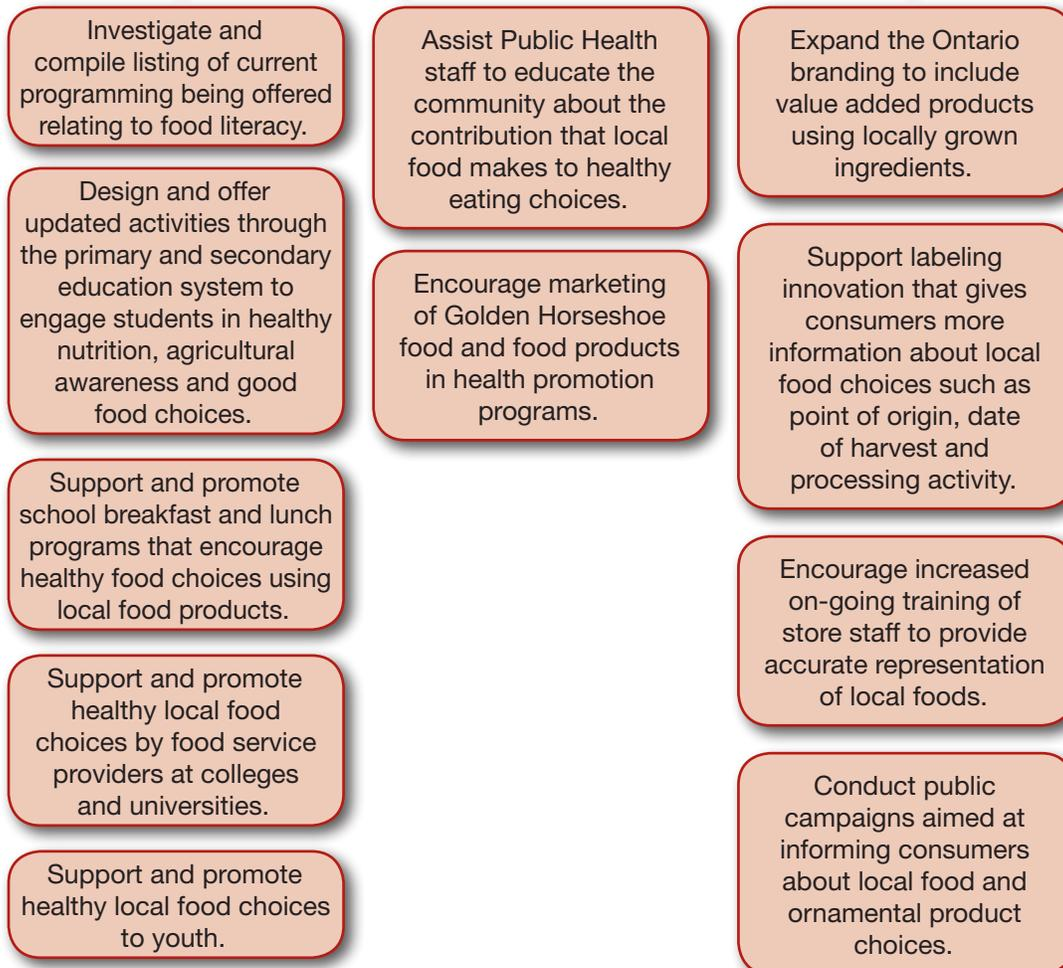 Investigate and
compile listing of current
programming being offered
relating to food literacy.
Design and offer
updated activities through
the primary and secondary
education system to
engage students in healthy
nutrition, agricultural
awareness and good
food choices.
Support and promote
school breakfast and lunch
programs that encourage
healthy food choices using
local food products.
Support and promote
healthy local food
choices by food service
providers at colleges
and universities.
Support and promote
healthy local food choices
to youth.
Assist Public Health
staff to educate the
community about the
contribution that local
food makes to healthy
eating choices.
Encourage marketing
of Golden Horseshoe
food and food products
in health promotion
programs.
Expand the Ontario
branding to include
value added products
using locally grown
ingredients.
Support labeling
innovation that gives
consumers more
information about local
food choices such as
point of origin, date
of harvest and
processing activity.
Encourage increased
on-going training of
store staff to provide
accurate representation
of local foods.
Conduct public
campaigns aimed at
informing consumers
about local food and
ornamental product
choices.